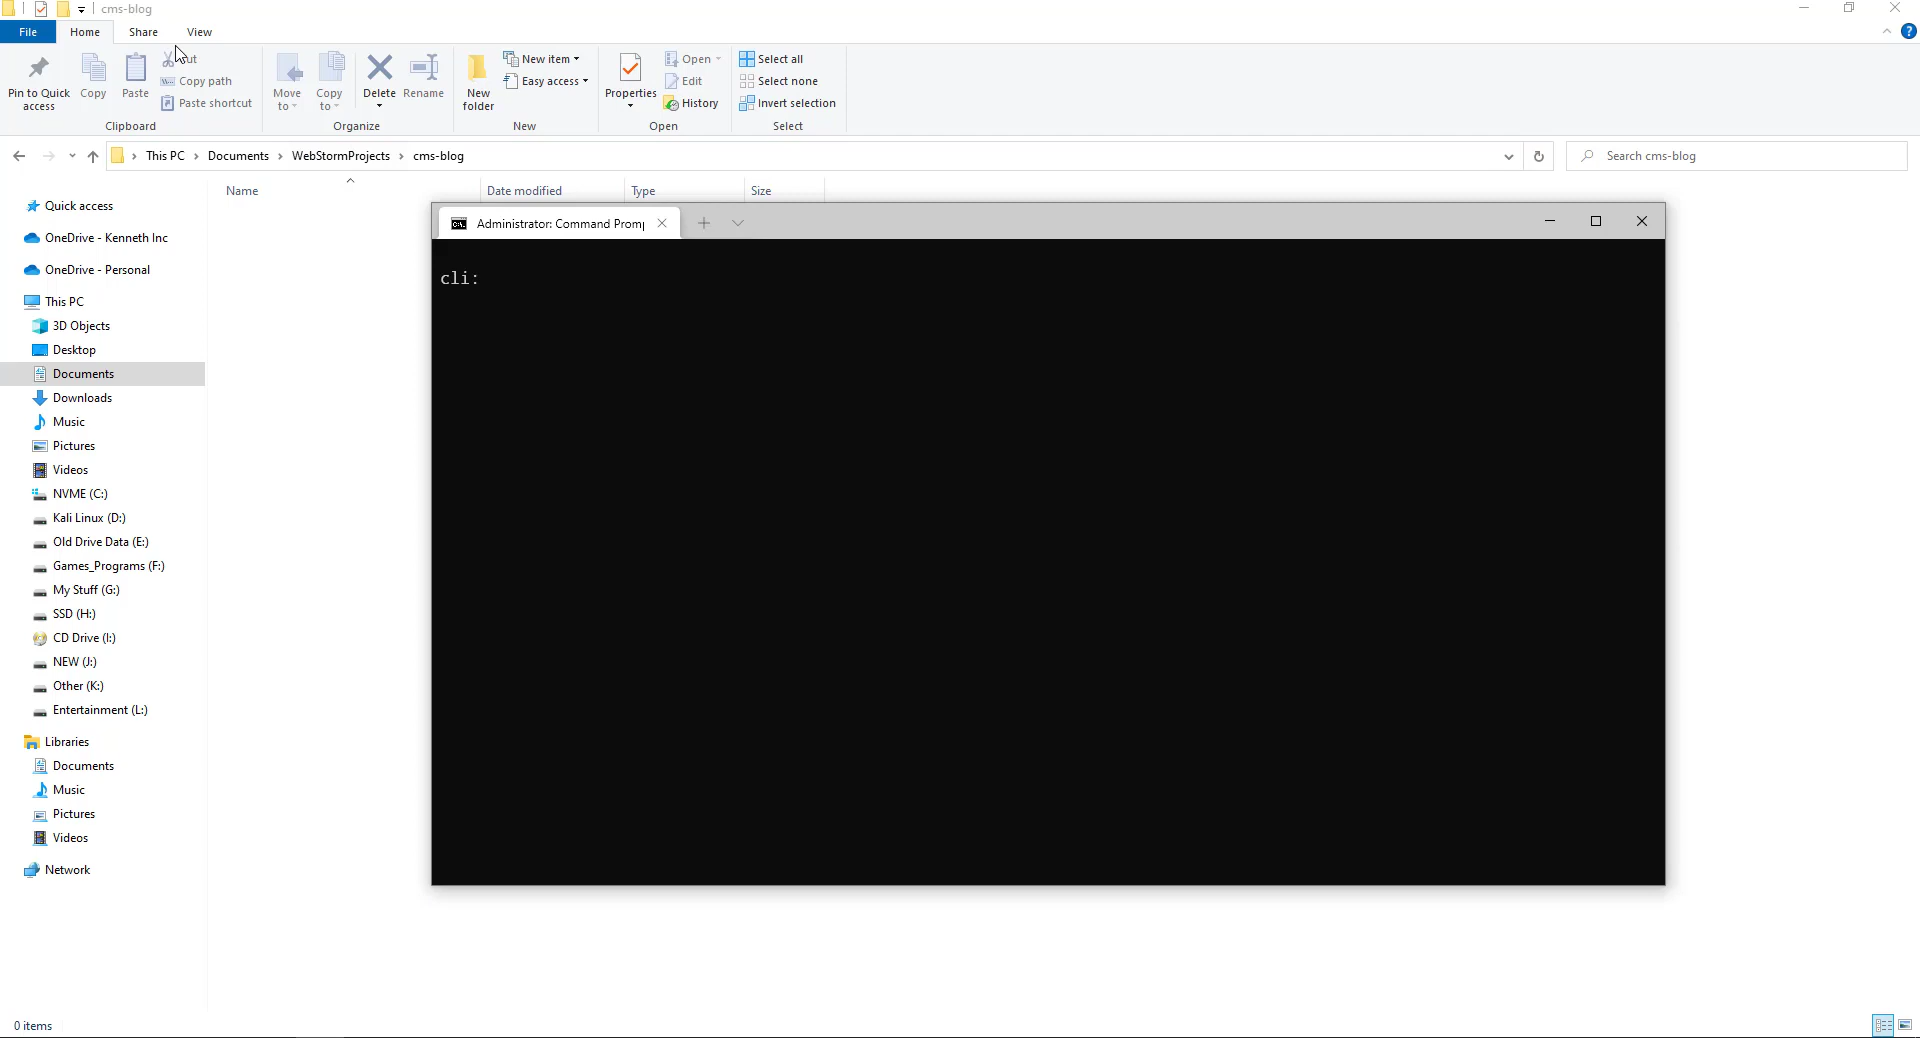 cms-blog
File Home Share View
Pin to Quick access
Copy
Paste
Copy path
Paste shortcut
Clipboard
Move to
Copy to
Delete
Rename
Organize
New folder
New item
Easy access
New
Properties
Open
Edit
History
Open
Select all
Select none
Invert selection
Select
This PC > Documents > WebStormProjects > cms-blog
Search cms-blog
Name Date modified Type Size
Quick access
OneDrive - Kenneth Inc
OneDrive - Personal
This PC
3D Objects
Desktop
Documents
Downloads
Music
Pictures
Videos
NVME (C:)
Kali Linux (D:)
Old Drive Data (E:)
Games_Programs (F:)
My Stuff (G:)
SSD (H:)
CD Drive (I:)
NEW (J:)
Other (K:)
Entertainment (L:)
Libraries
Documents
Music
Pictures
Videos
Network
0 items
Administrator: Command Prom
cli: